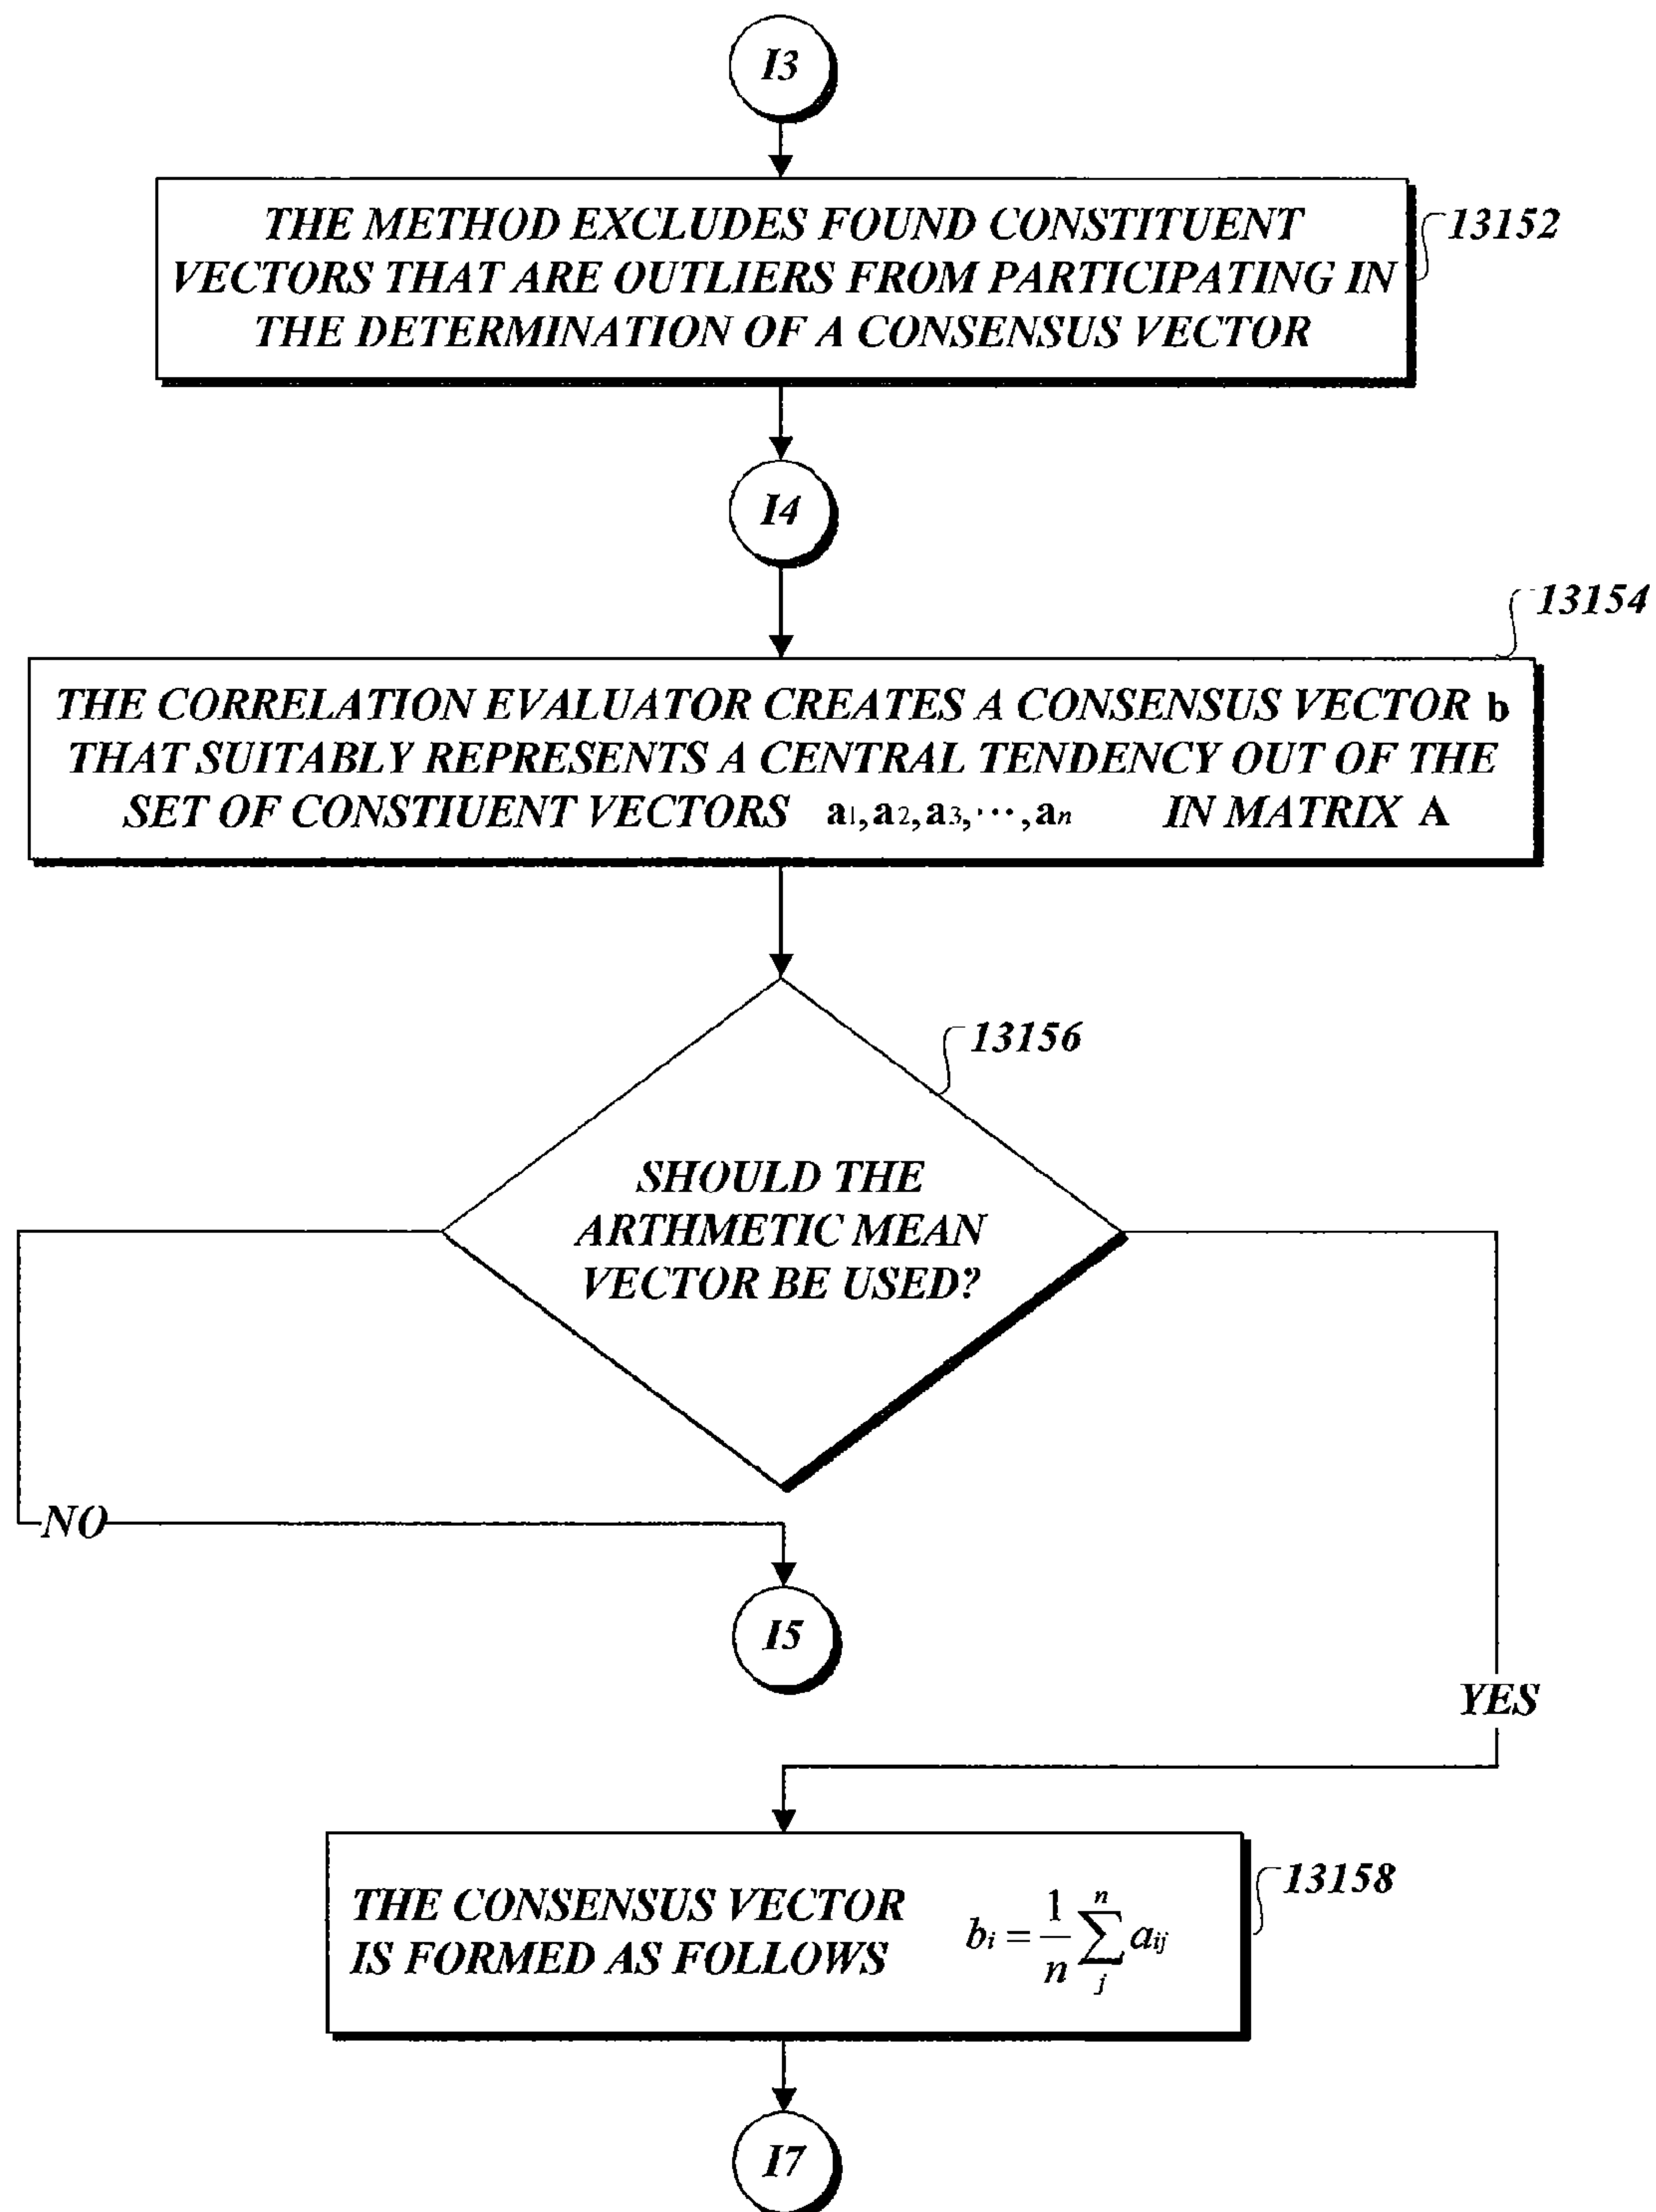 I3
THE METHOD EXCLUDES FOUND CONSTITUENT
VECTORS THAT ARE OUTLIERS FROM PARTICIPATING IN
THE DETERMINATION OF A CONSENSUS VECTOR
13152
I4
13154
THE CORRELATION EVALUATOR CREATES A CONSENSUS VECTOR b
THAT SUITABLY REPRESENTS A CENTRAL TENDENCY OUT OF THE
SET OF CONSTIUENT VECTORS a1,a2,a3,⋯,an IN MATRIX A
13156
SHOULD THE
ARTHMETIC MEAN
VECTOR BE USED?
NO
I5
YES
13158
THE CONSENSUS VECTOR
IS FORMED AS FOLLOWS
bi = 1/n ∑_j^n aij
I7